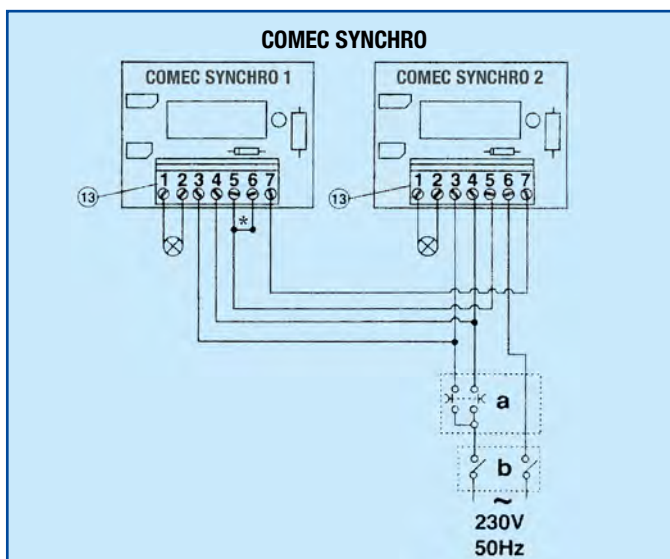 COMEC SYNCHRO
COMEC SYNCHRO 1
COMEC SYNCHRO 2
13
1 2 3 4 5 6 7
13
1 2 3 4 5 6 7
*
a
b
~
230V
50Hz